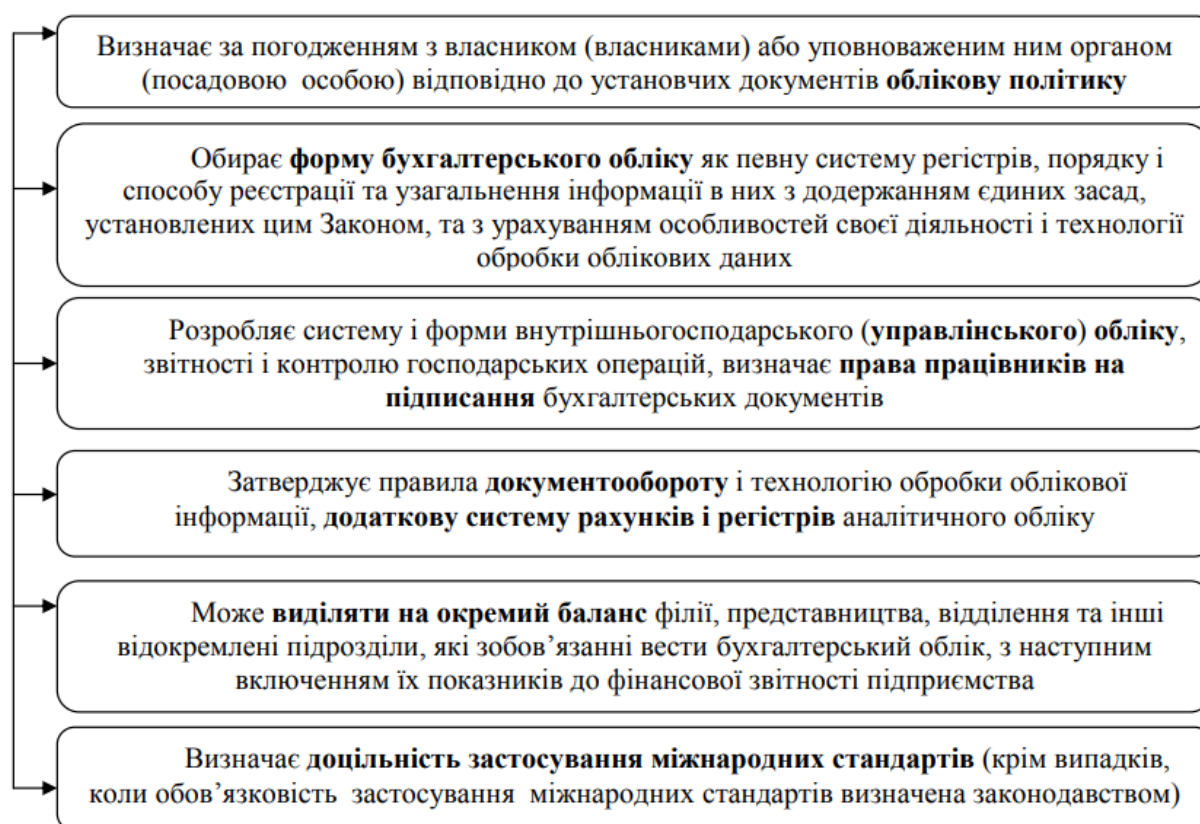 Визначає за погодженням з власником (власниками) або уповноваженим ним органом
(посадовою особою) відповідно до установчих документів облікову політику
Обирає форму бухгалтерського обліку як певну систему регістрів, порядку і
способу реєстрації та узагальнення інформації в них з додержанням єдиних засад,
установлених цим Законом, та з урахуванням особливостей своєї діяльності і технології
обробки облікових даних
Розробляє систему і форми внутрішньогосподарського (управлінського) обліку,
звітності і контролю господарських операцій, визначає права працівників на
підписання бухгалтерських документів
Затверджує правила документообороту і технологію обробки облікової
інформації, додаткову систему рахунків і регістрів аналітичного обліку
Може виділяти на окремий баланс філії, представництва, відділення та інші
відокремлені підрозділи, які зобов’язанні вести бухгалтерський облік, з наступним
включенням їх показників до фінансової звітності підприємства
Визначає доцільність застосування міжнародних стандартів (крім випадків,
коли обов’язковість застосування міжнародних стандартів визначена законодавством)